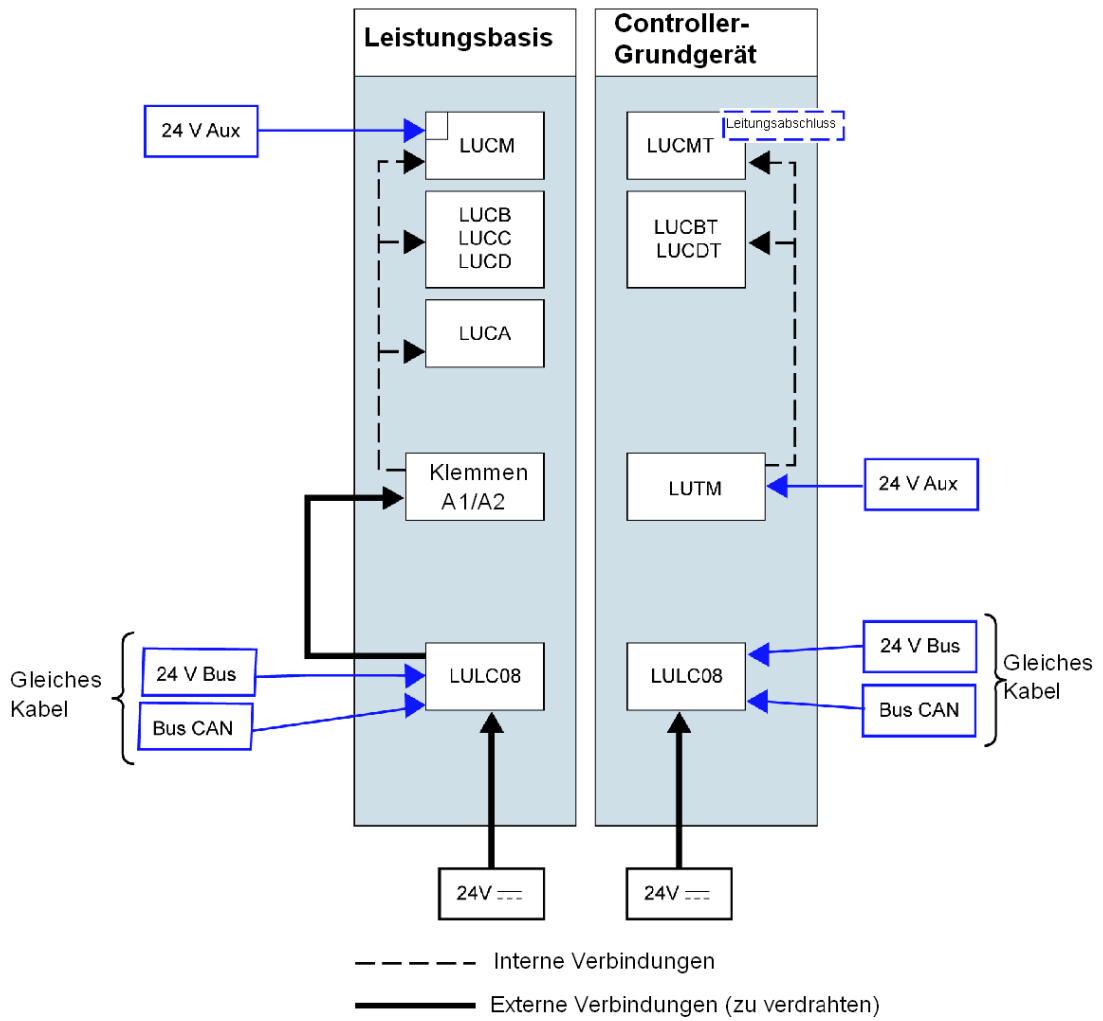 Leistungsbasis
Controller-
Grundgerät
24 V Aux
LUCM
LUCMT
Leitungsabschluss
LUCB
LUCC
LUCD
LUCBT
LUCDT
LUCA
Klemmen
A1/A2
LUTM
24 V Aux
Gleiches
Kabel
24 V Bus
Bus CAN
LULC08
LULC08
24 V Bus
Bus CAN
Gleiches
Kabel
24V
24V
Interne Verbindungen
Externe Verbindungen (zu verdrahten)